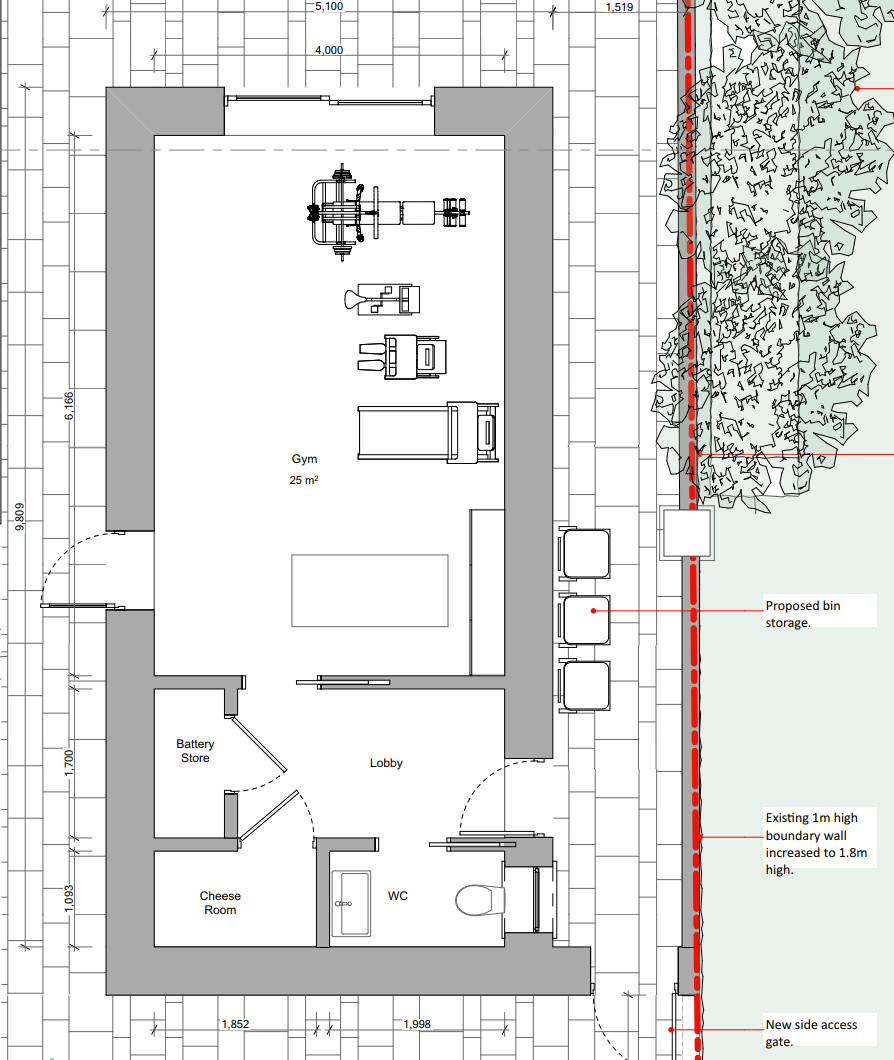 5,100
1,519
4,000
6,166
9,809
Gym
25 m²
Proposed bin
storage.
Battery
Store
Lobby
1,700
Existing 1m high
boundary wall
increased to 1.8m
high.
Cheese
Room
WC
1,093
1,852
1,998
New side access
gate.